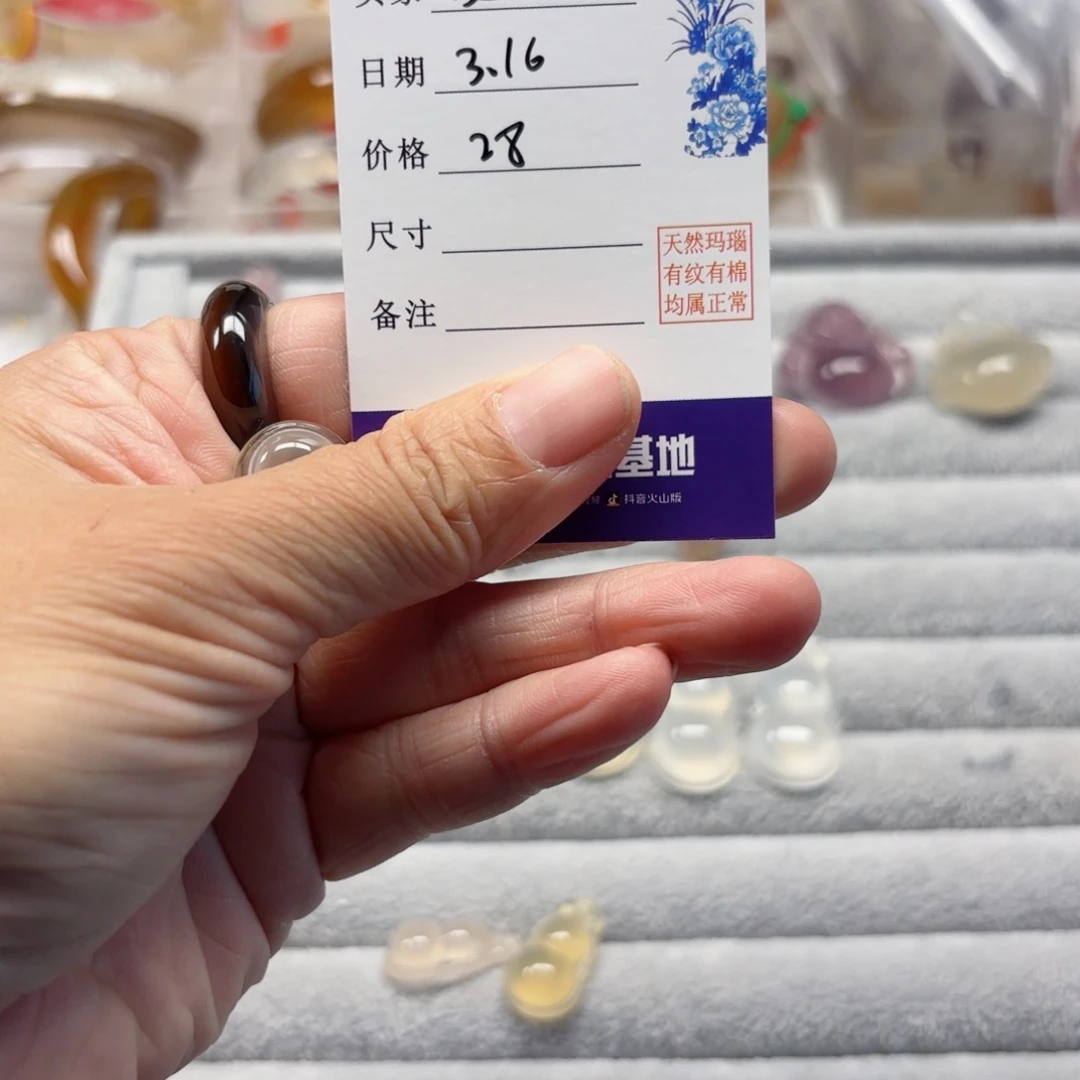 日期 3.16
价格 28
尺寸
备注
天然玛瑙
有纹有棉
均属正常
基地
抖音火山版